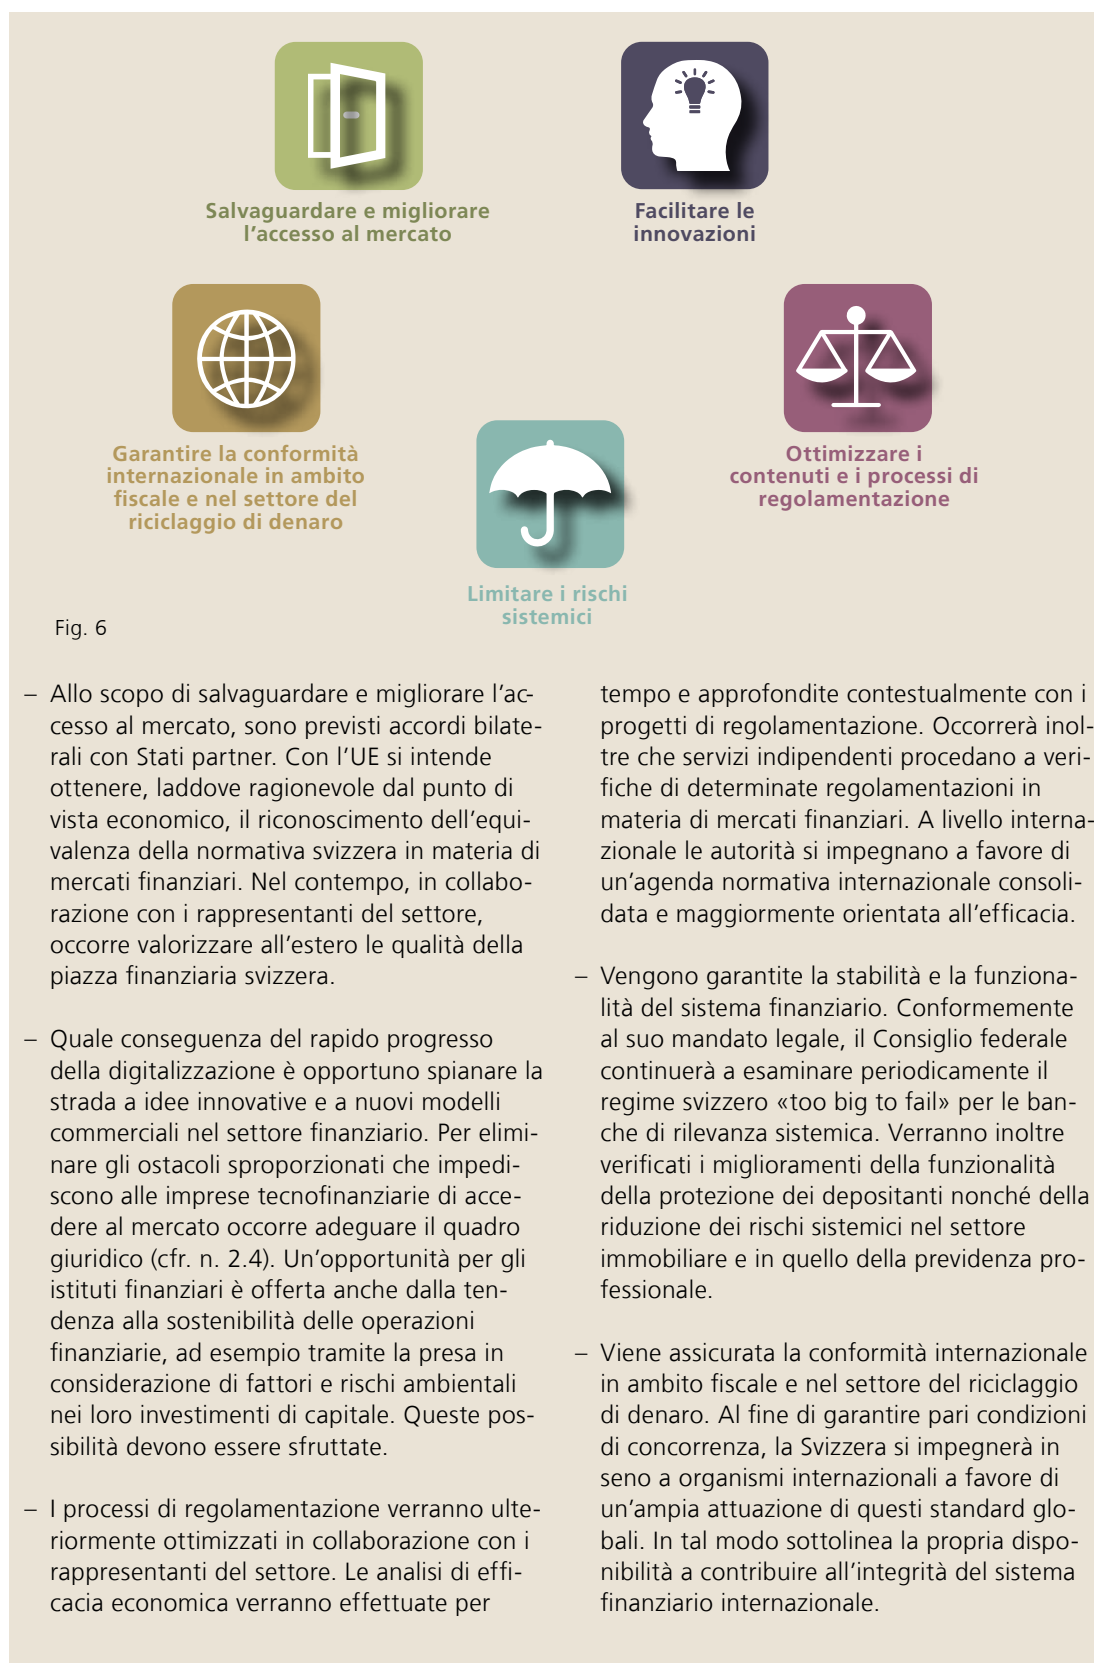 Salvaguardare e migliorare
l’accesso al mercato
Facilitare le
innovazioni
Garantire la conformità
internazionale in ambito
fiscale e nel settore del
riciclaggio di denaro
Ottimizzare i
contenuti e i processi di
regolamentazione
Limitare i rischi
sistemici
Fig. 6
– Allo scopo di salvaguardare e migliorare l’ac-
cesso al mercato, sono previsti accordi bilate-
rali con Stati partner. Con l’UE si intende
ottenere, laddove ragionevole dal punto di
vista economico, il riconoscimento dell’equi-
valenza della normativa svizzera in materia di
mercati finanziari. Nel contempo, in collabo-
razione con i rappresentanti del settore,
occorre valorizzare all’estero le qualità della
piazza finanziaria svizzera.
– Quale conseguenza del rapido progresso
della digitalizzazione è opportuno spianare la
strada a idee innovative e a nuovi modelli
commerciali nel settore finanziario. Per elimi-
nare gli ostacoli sproporzionati che impedi-
scono alle imprese tecnofinanziarie di acce-
dere al mercato occorre adeguare il quadro
giuridico (cfr. n. 2.4). Un’opportunità per gli
istituti finanziari è offerta anche dalla ten-
denza alla sostenibilità delle operazioni
finanziarie, ad esempio tramite la presa in
considerazione di fattori e rischi ambientali
nei loro investimenti di capitale. Queste pos-
sibilità devono essere sfruttate.
– I processi di regolamentazione verranno ulte-
riormente ottimizzati in collaborazione con i
rappresentanti del settore. Le analisi di effi-
cacia economica verranno effettuate per
tempo e approfondite contestualmente con i
progetti di regolamentazione. Occorrerà inol-
tre che servizi indipendenti procedano a veri-
fiche di determinate regolamentazioni in
materia di mercati finanziari. A livello interna-
zionale le autorità si impegnano a favore di
un’agenda normativa internazionale consoli-
data e maggiormente orientata all’efficacia.
– Vengono garantite la stabilità e la funziona-
lità del sistema finanziario. Conformemente
al suo mandato legale, il Consiglio federale
continuerà a esaminare periodicamente il
regime svizzero «too big to fail» per le ban-
che di rilevanza sistemica. Verranno inoltre
verificati i miglioramenti della funzionalità
della protezione dei depositanti nonché della
riduzione dei rischi sistemici nel settore
immobiliare e in quello della previdenza pro-
fessionale.
– Viene assicurata la conformità internazionale
in ambito fiscale e nel settore del riciclaggio
di denaro. Al fine di garantire pari condizioni
di concorrenza, la Svizzera si impegnerà in
seno a organismi internazionali a favore di
un’ampia attuazione di questi standard glo-
bali. In tal modo sottolinea la propria dispo-
nibilità a contribuire all’integrità del sistema
finanziario internazionale.